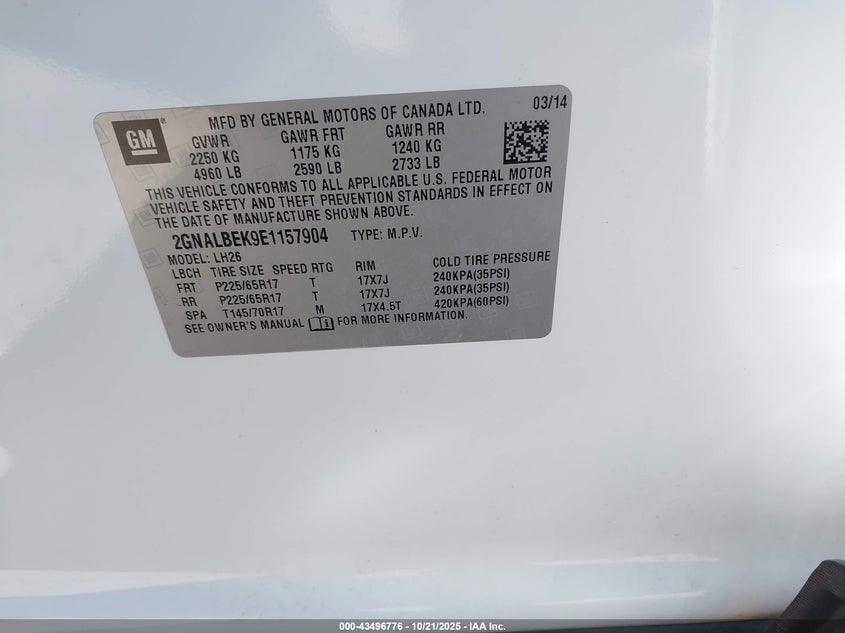 03/14
MFD BY GENERAL MOTORS OF CANADA LTD.
GM
GVWR GAWR FRT GAWR RR
2250 KG 1175 KG 1240 KG
4960 LB 2590 LB 2733 LB
THIS VEHICLE CONFORMS TO ALL APPLICABLE U.S. FEDERAL MOTOR
VEHICLE SAFETY AND THEFT PREVENTION STANDARDS IN EFFECT ON
THE DATE OF MANUFACTURE SHOWN ABOVE.
2GNALBEK9E1157904 TYPE: M.P.V.
MODEL: LH26
LBCH TIRE SIZE SPEED RTG RIM COLD TIRE PRESSURE
FRT P225/65R17 T 17X7J 240KPA(35PSI)
RR P225/65R17 T 17X7J 240KPA(35PSI)
SPA T145/70R17 M 17X4.5T 420KPA(60PSI)
SEE OWNER'S MANUAL FOR MORE INFORMATION.
000-43496776 - 10/21/2025 - IAA Inc.